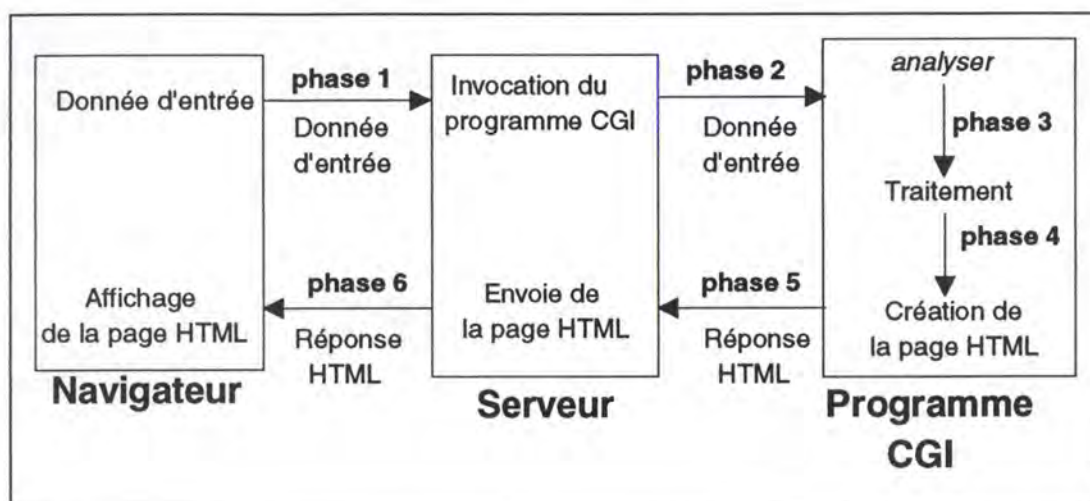 Donnée d'entrée
Affichage
de la page HTML
Navigateur
phase 1
Donnée
d'entrée
phase 6
Réponse
HTML
Invocation du
programme CGI
Envoie de
la page HTML
Serveur
phase 2
Donnée
d'entrée
phase 5
Réponse
HTML
analyser
phase 3
Traitement
phase 4
Création de
la page HTML
Programme
CGI